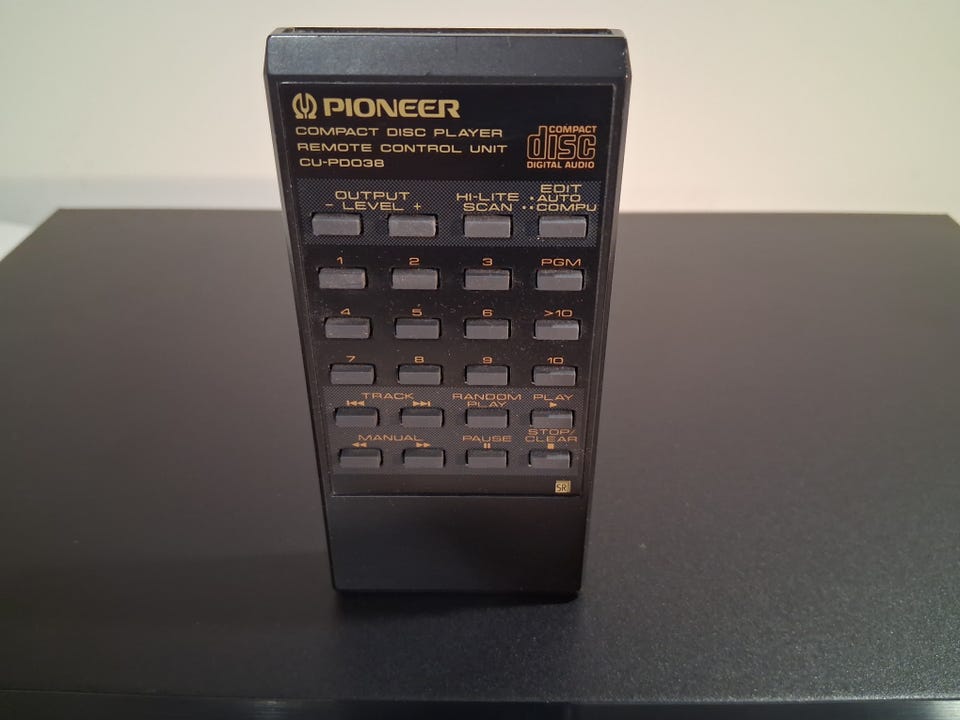 PIONEER
COMPACT DISC PLAYER
REMOTE CONTROL UNIT
CU-PD038
COMPACT
disc
DIGITAL AUDIO
OUTPUT
- LEVEL +
HI-LITE
SCAN
EDIT
• AUTO
•• COMPU
1 2 3 PGM
4 5 6 >10
7 8 9 10
TRACK
⏮ ⏭
RANDOM
PLAY
PLAY
▶
MANUAL
◀◀ ▶▶
PAUSE
⏸
STOP/
CLEAR
■
SR